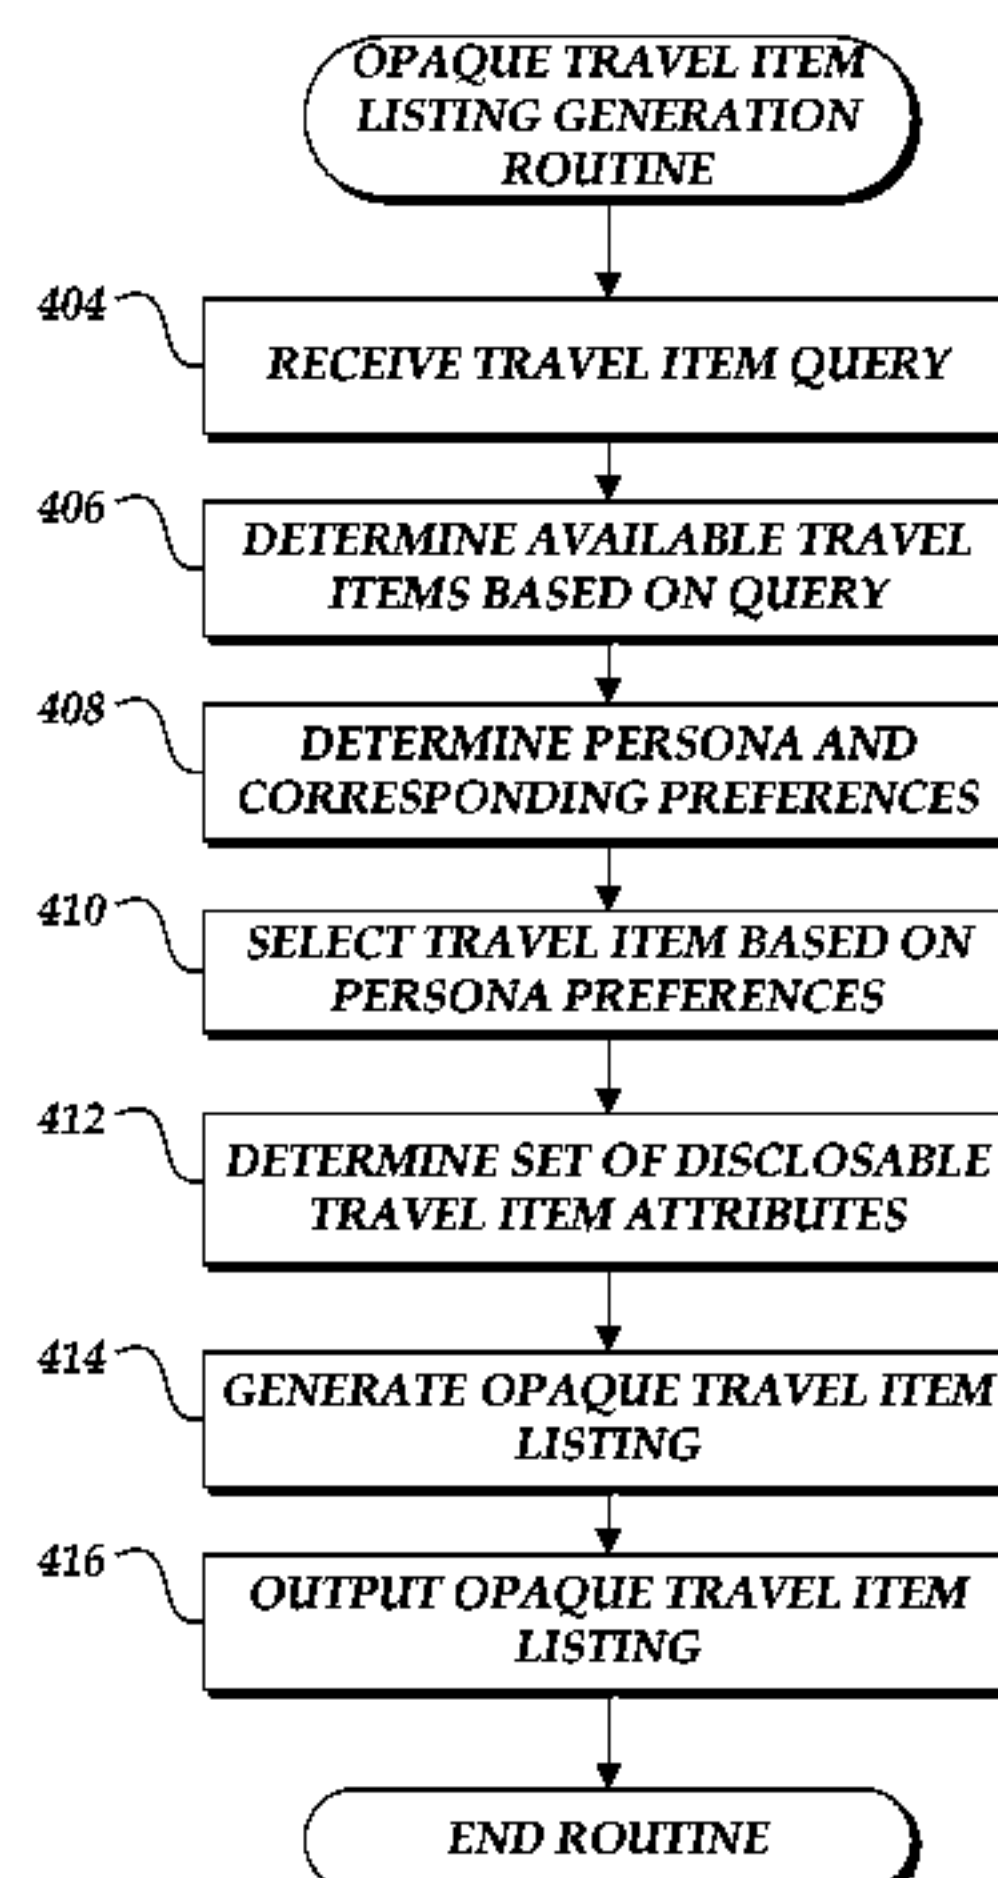 OPAQUE TRAVEL ITEM
LISTING GENERATION
ROUTINE
404
RECEIVE TRAVEL ITEM QUERY
406
DETERMINE AVAILABLE TRAVEL
ITEMS BASED ON QUERY
408
DETERMINE PERSONA AND
CORRESPONDING PREFERENCES
410
SELECT TRAVEL ITEM BASED ON
PERSONA PREFERENCES
412
DETERMINE SET OF DISCLOSABLE
TRAVEL ITEM ATTRIBUTES
414
GENERATE OPAQUE TRAVEL ITEM
LISTING
416
OUTPUT OPAQUE TRAVEL ITEM
LISTING
END ROUTINE